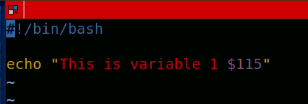 #!/bin/bash
echo "This is variable 1 $115"
~
~